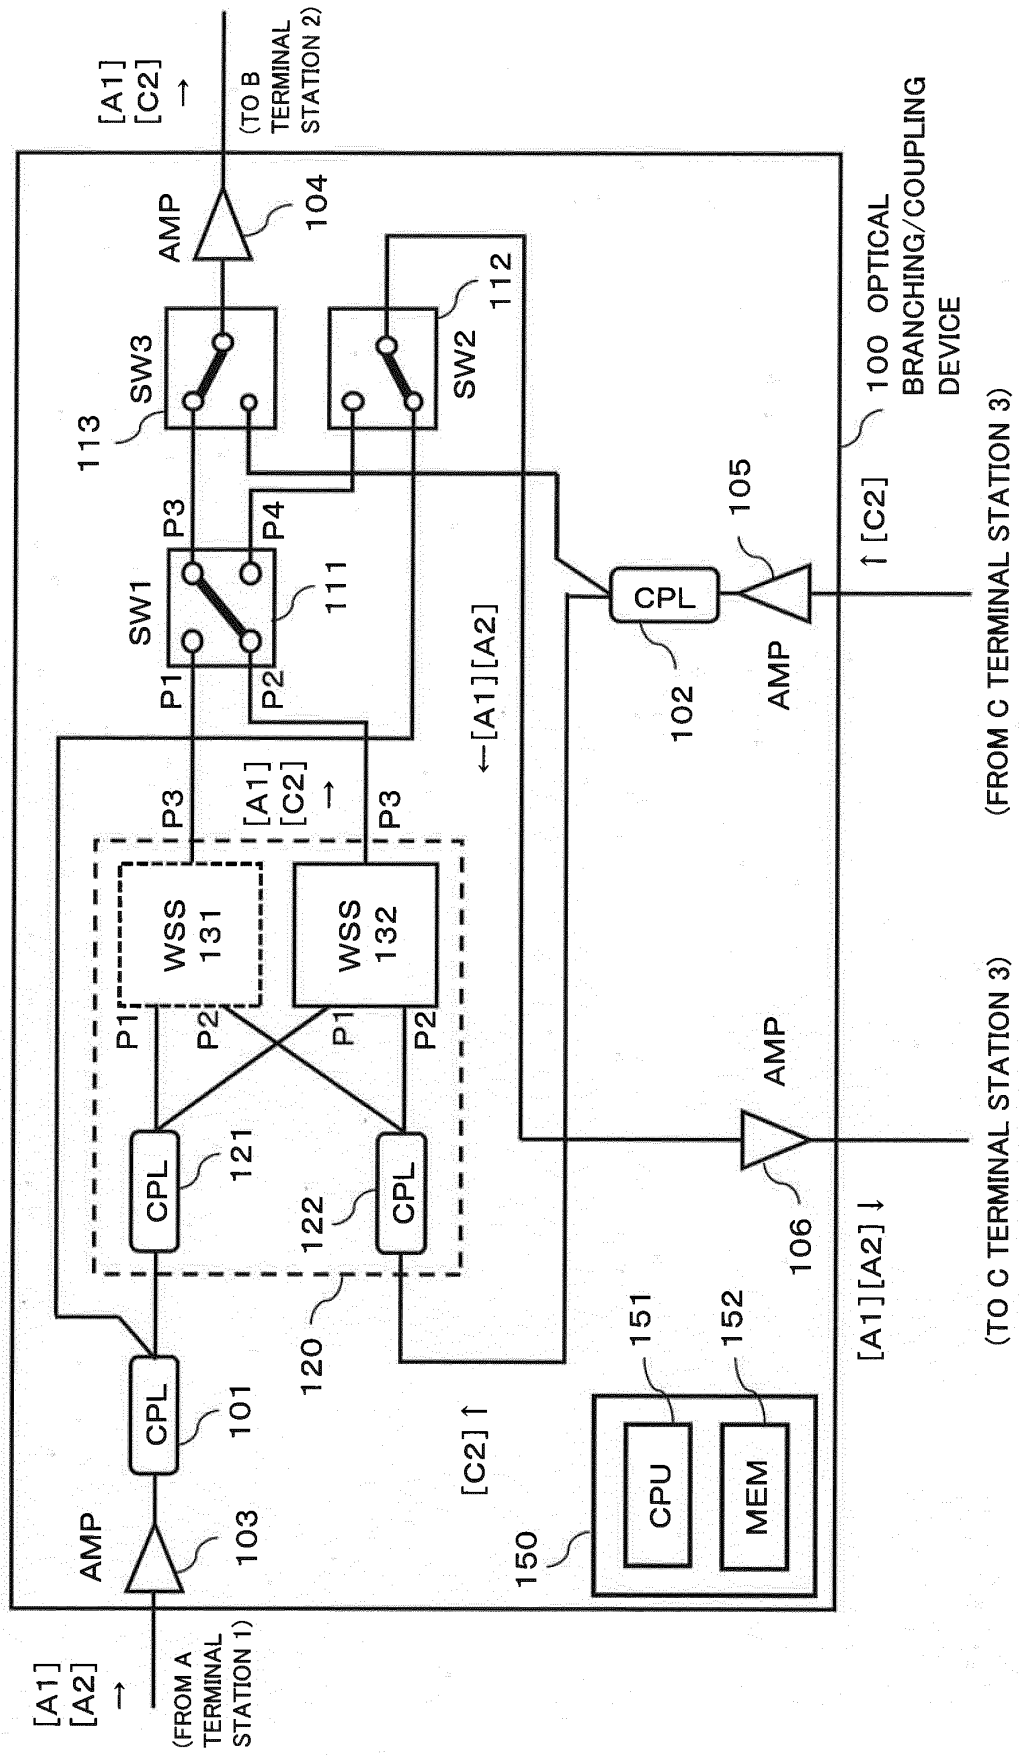 [A1]
[A2]
→
(FROM A
TERMINAL
STATION 1)
AMP
103
CPL
101
120
CPL
121
CPL
122
P1
P2
P1
P2
WSS
131
WSS
132
P3
P3
[A1]
[C2]
→
P1
P2
SW1
111
P3
P4
113
SW3
SW2
112
AMP
104
[A1]
[C2]
→
(TO B
TERMINAL
STATION 2)
←[A1][A2]
[C2]↑
CPL
102
105
AMP
↑[C2]
(FROM C TERMINAL STATION 3)
AMP
106
[A1][A2]↓
(TO C TERMINAL STATION 3)
150
CPU
151
MEM
152
100 OPTICAL
BRANCHING/COUPLING
DEVICE